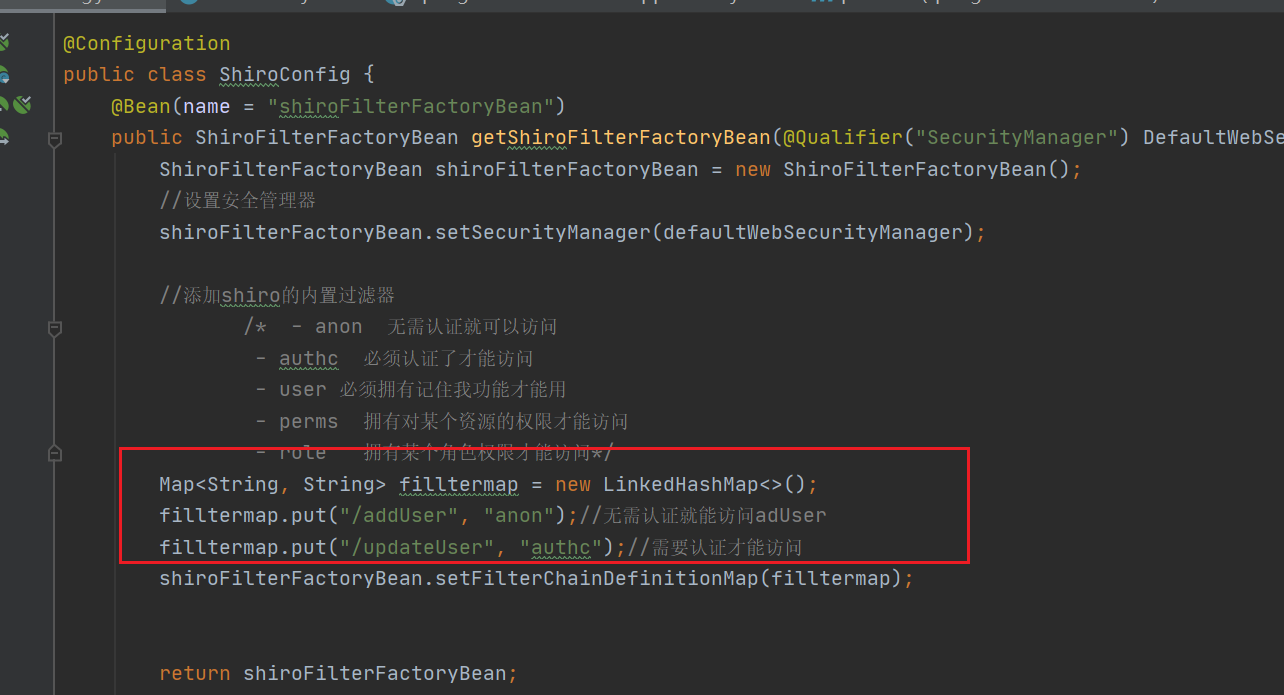 @Configuration
public class ShiroConfig {
@Bean(name = "shiroFilterFactoryBean")
public ShiroFilterFactoryBean getShiroFilterFactoryBean(@Qualifier("SecurityManager") DefaultWebSe
ShiroFilterFactoryBean shiroFilterFactoryBean = new ShiroFilterFactoryBean();
//设置安全管理器
shiroFilterFactoryBean.setSecurityManager(defaultWebSecurityManager);
//添加shiro的内置过滤器
/* - anon 无需认证就可以访问
- authc 必须认证了才能访问
- user 必须拥有记住我功能才能用
- perms 拥有对某个资源的权限才能访问
- role 拥有某个角色权限才能访问*/
Map<String, String> filltermap = new LinkedHashMap<>();
filltermap.put("/addUser", "anon");//无需认证就能访问adUser
filltermap.put("/updateUser", "authc");//需要认证才能访问
shiroFilterFactoryBean.setFilterChainDefinitionMap(filltermap);
return shiroFilterFactoryBean;